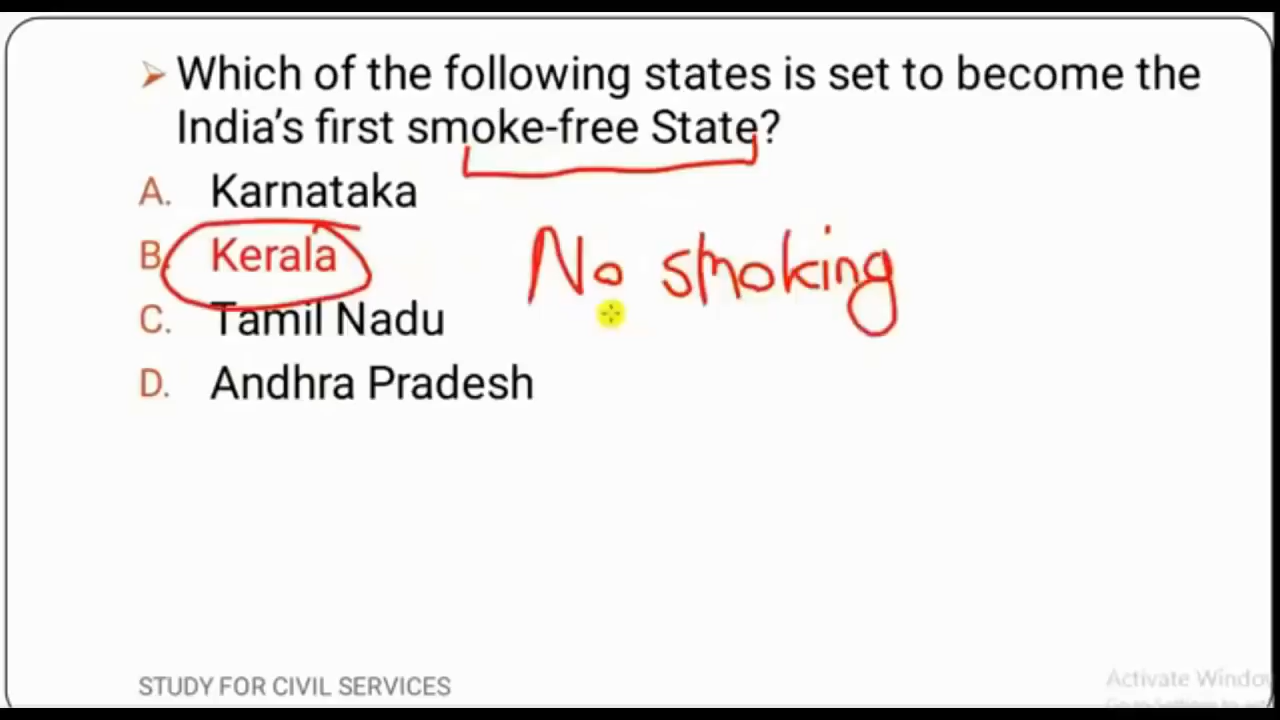 Which of the following states is set to become the
India's first smoke-free State?
A. Karnataka
B. Kerala
No smoking
C. Tamil Nadu
D. Andhra Pradesh
STUDY FOR CIVIL SERVICES
Activate Window